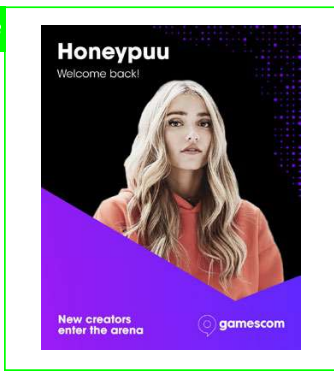 Honeypuu
Welcome back!
New creators
enter the arena
gamescom